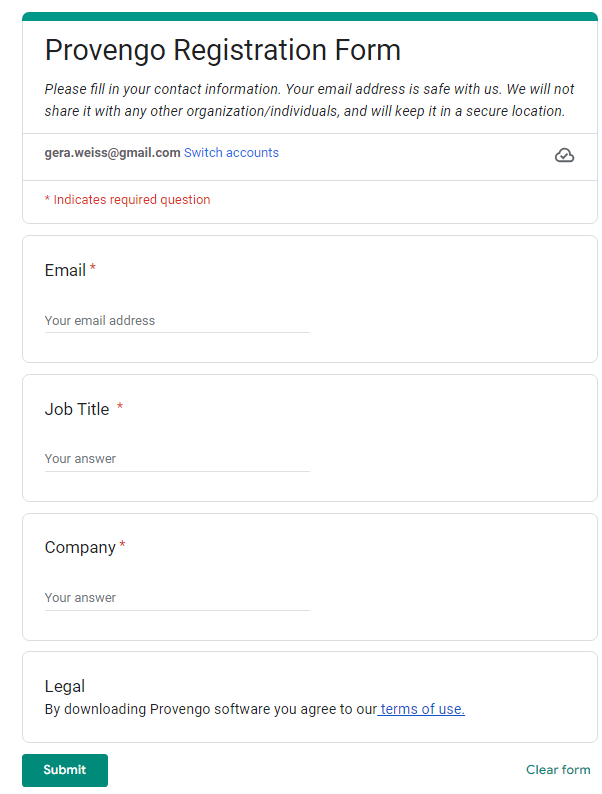 Provengo Registration Form
Please fill in your contact information. Your email address is safe with us. We will not
share it with any other organization/individuals, and will keep it in a secure location.
gera.weiss@gmail.com Switch accounts
* Indicates required question
Email *
Your email address
Job Title *
Your answer
Company *
Your answer
Legal
By downloading Provengo software you agree to our terms of use.
Submit Clear form